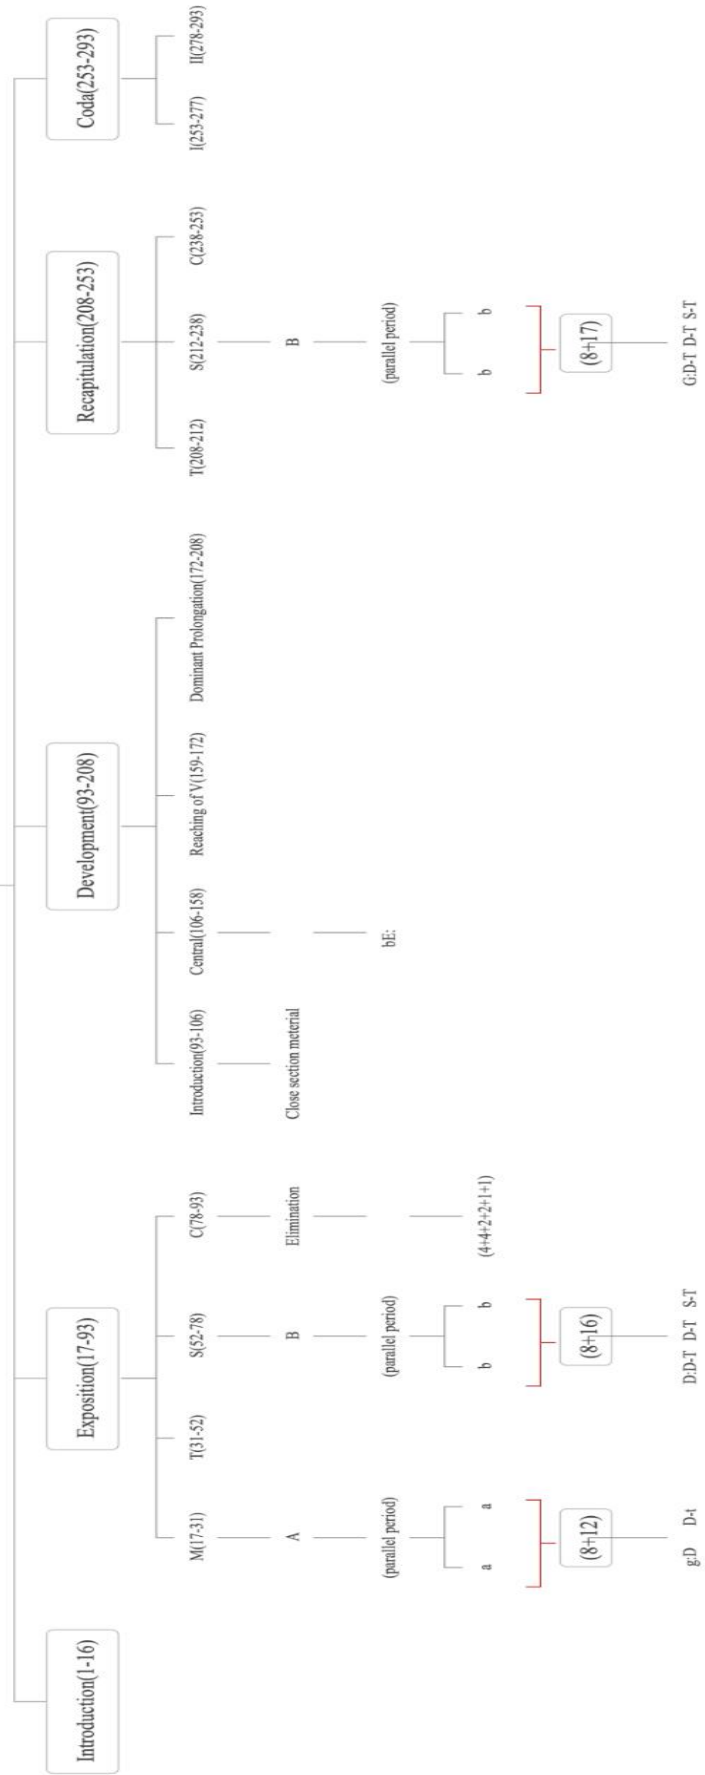 Introduction(1-16)
Exposition(17-93)
Development(93-208)
Recapitulation(208-253)
Coda(253-293)
M(17-31)
T(31-52)
S(52-78)
C(78-93)
Introduction(93-106)
Central(106-158)
Reaching of V(159-172)
Dominant Prolongation(172-208)
T(208-212)
S(212-238)
C(238-253)
I(253-277)
II(278-293)
A
B
Elimination
Close section meterial
B
(parallel period)
(parallel period)
bE:
(parallel period)
a
a
b
b
(4+4+2+2+1+1)
b
b
(8+12)
(8+16)
(8+17)
g:D D-t
D:D-T D-T S-T
G:D-T D-T S-T